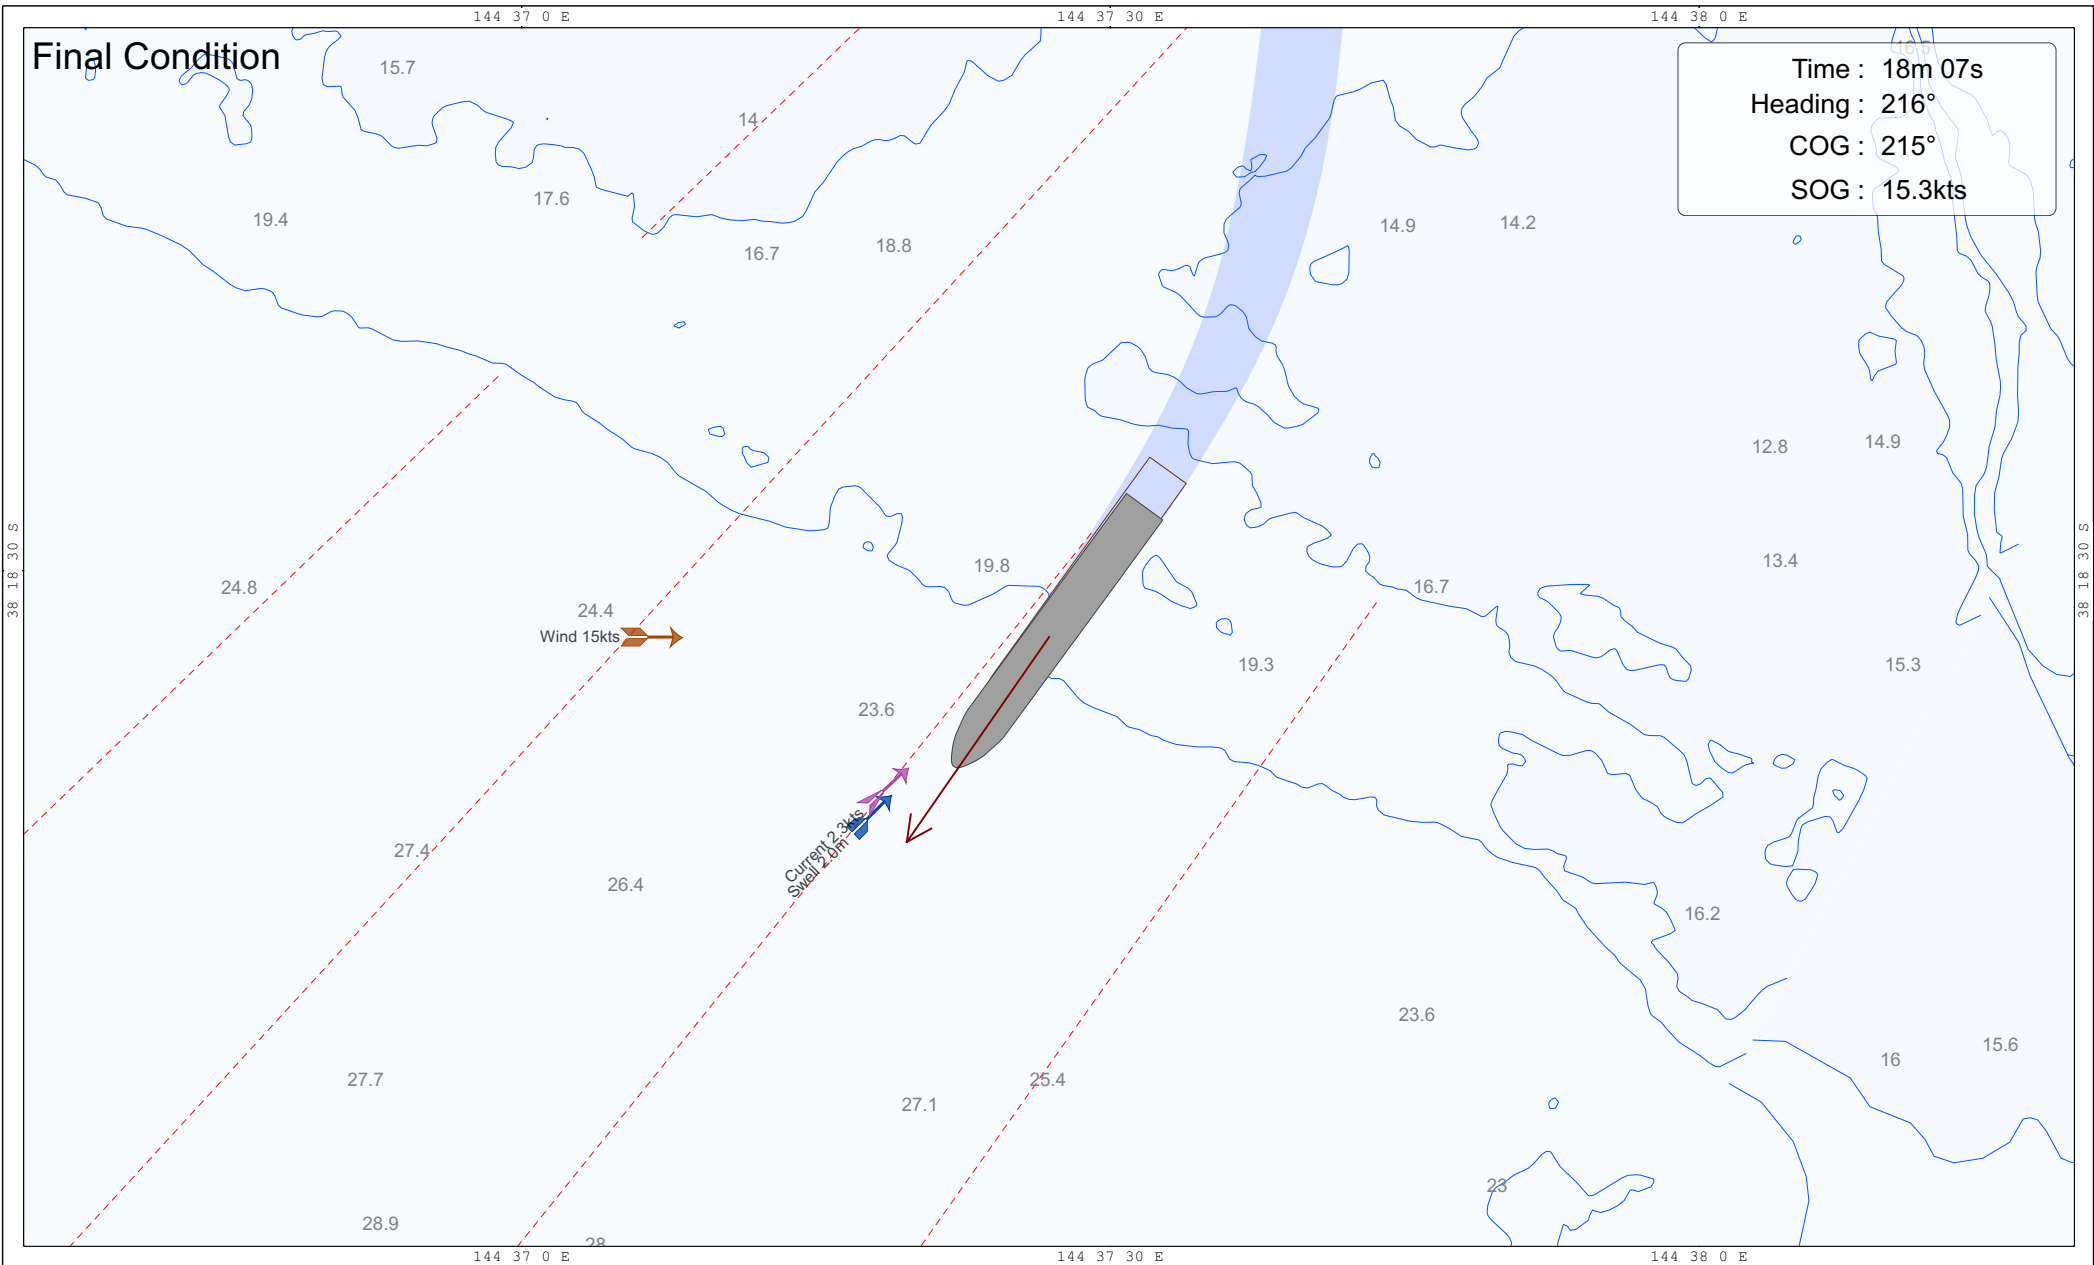 144 37 0 E
144 37 30 E
144 38 0 E
Final Condition
Time : 18m 07s
Heading : 216°
COG : 215°
SOG : 15.3kts
16.5
15.7
14
17.6
19.4
14.9
14.2
18.8
16.7
12.8
14.9
38 18 30 S
38 18 30 S
13.4
19.8
24.8
16.7
24.4
Wind 15kts
19.3
15.3
23.6
27.4
Current 2.3kts
Swell 2.0m
26.4
16.2
23.6
15.6
16
27.7
25.4
27.1
23
28.9
28
144 37 0 E
144 37 30 E
144 38 0 E